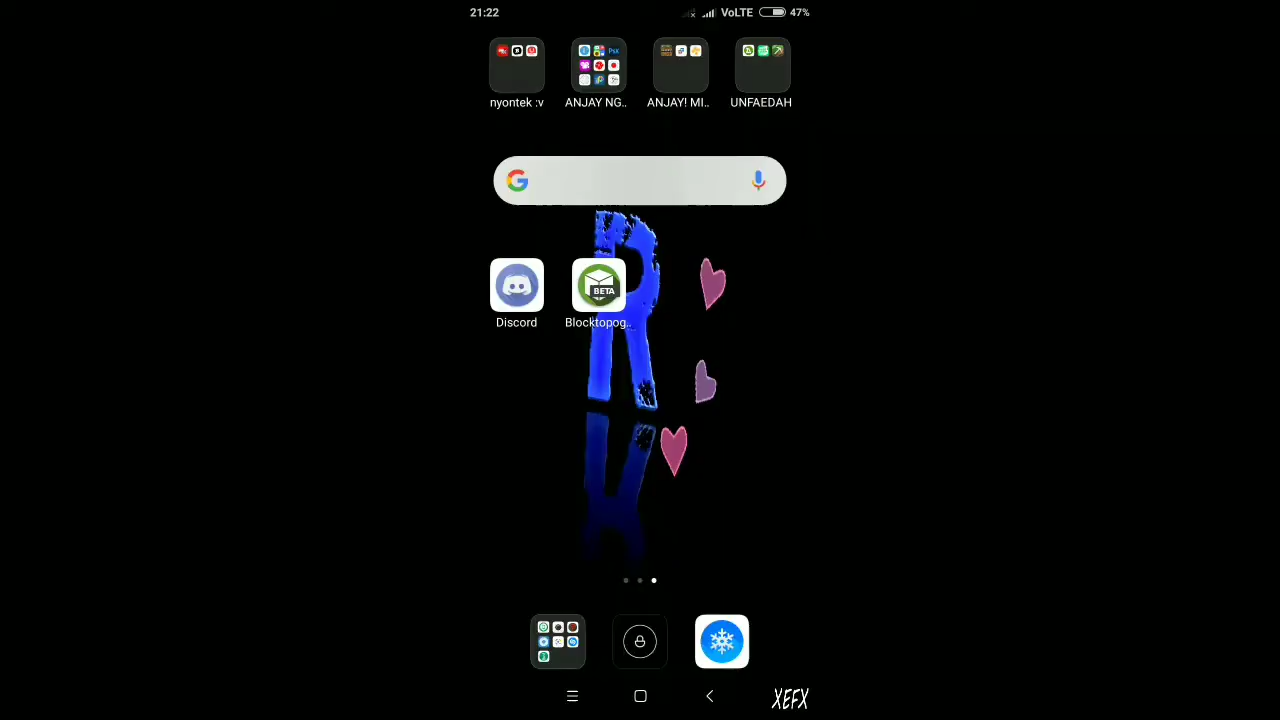 21:22 VoLTE 47%
nyontek :v ANJAY NG.. ANJAY! MI.. UNFAEDAH
BETA
Discord Blocktopog..
R
XEFX